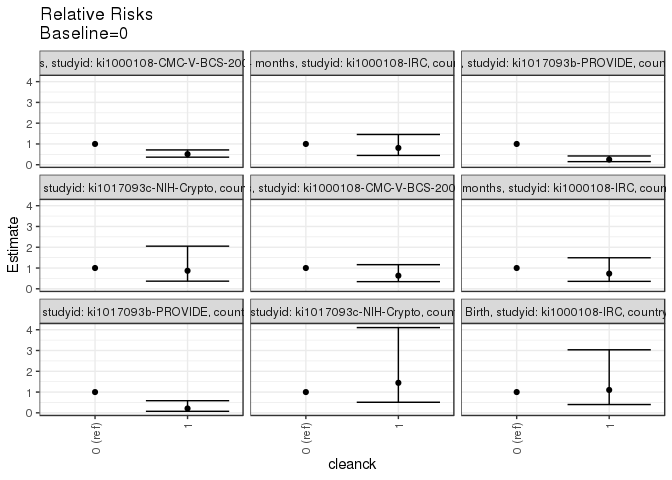 Relative Risks
Baseline=0
s, studyid: ki1000108-CMC-V-BCS-200
months, studyid: ki1000108-IRC, cour
, studyid: ki1017093b-PROVIDE, coun
4
3
2
1
0
studyid: ki1017093c-NIH-Crypto, coun
, studyid: ki1000108-CMC-V-BCS-200
months, studyid: ki1000108-IRC, cour
4
3
2
1
0
studyid: ki1017093b-PROVIDE, count
studyid: ki1017093c-NIH-Crypto, coun
Birth, studyid: ki1000108-IRC, country
4
3
2
1
0
Estimate
0 (ref)
1
0 (ref)
1
0 (ref)
1
cleanck